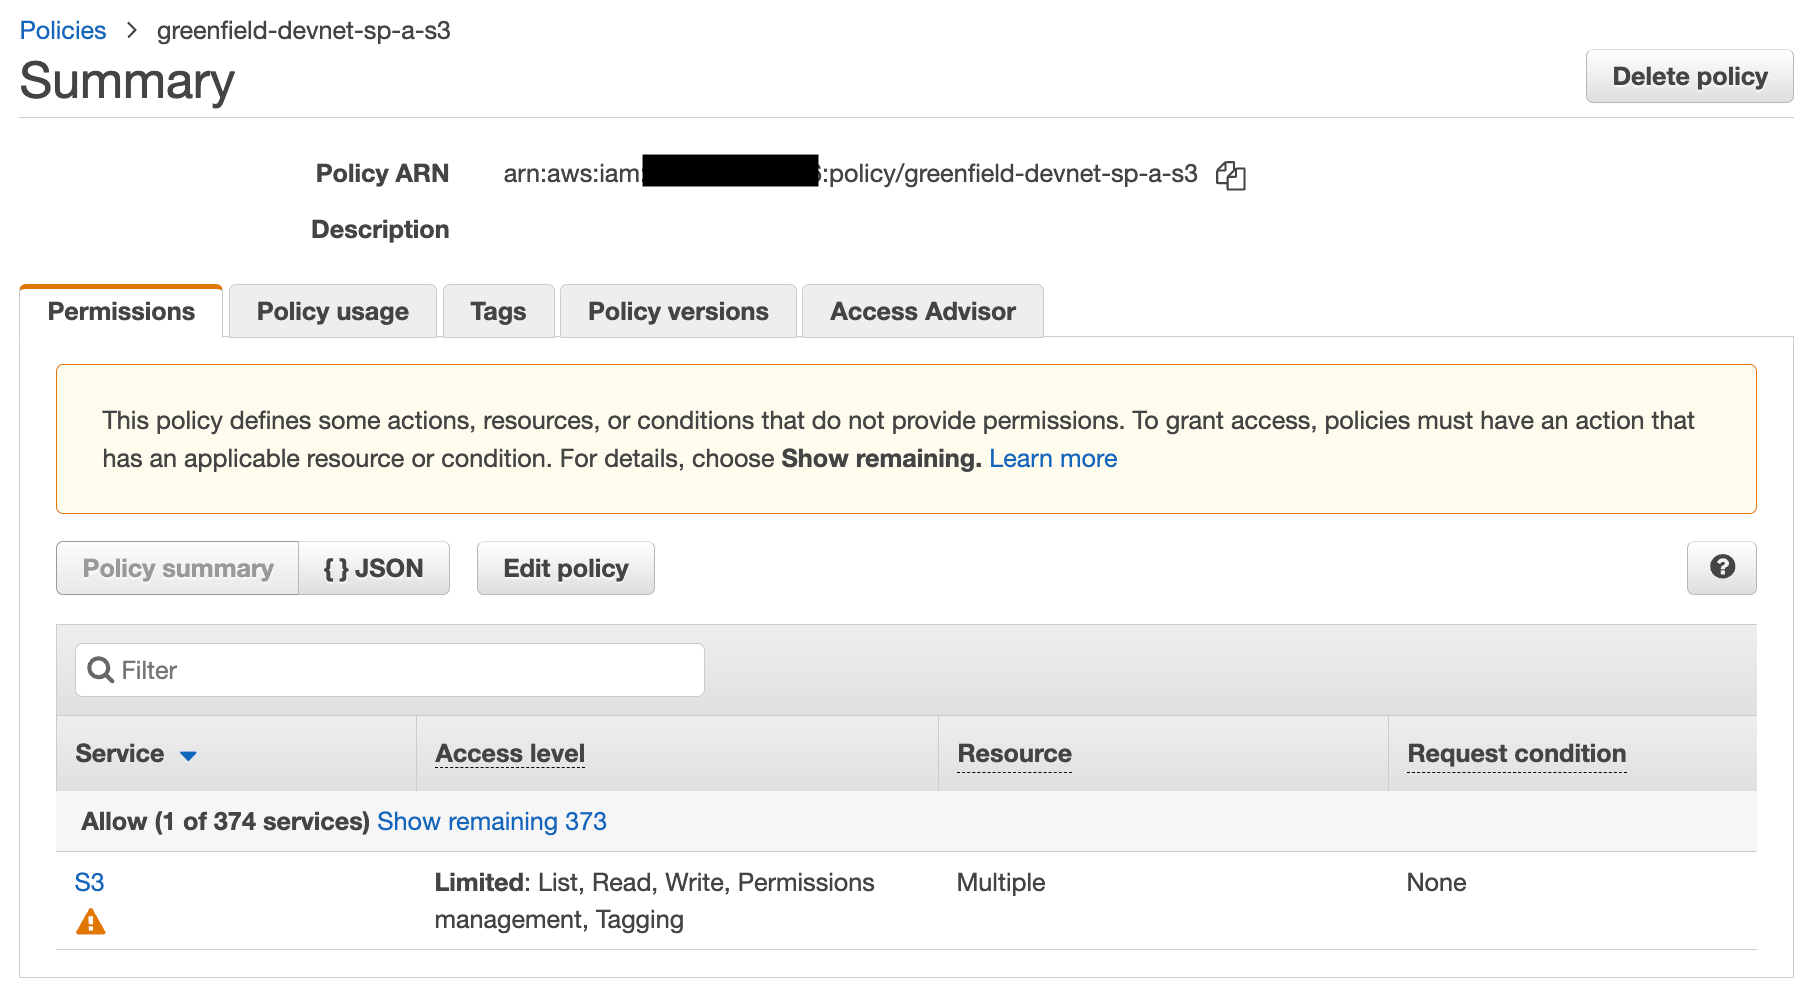 Policies > greenfield-devnet-sp-a-s3
Summary
Delete policy
Policy ARN arn:aws:iam: :policy/greenfield-devnet-sp-a-s3
Description
Permissions Policy usage Tags Policy versions Access Advisor
This policy defines some actions, resources, or conditions that do not provide permissions. To grant access, policies must have an action that
has an applicable resource or condition. For details, choose Show remaining. Learn more
Policy summary { } JSON Edit policy ?
Filter
Service Access level Resource Request condition
Allow (1 of 374 services) Show remaining 373
S3 Limited: List, Read, Write, Permissions Multiple None
management, Tagging